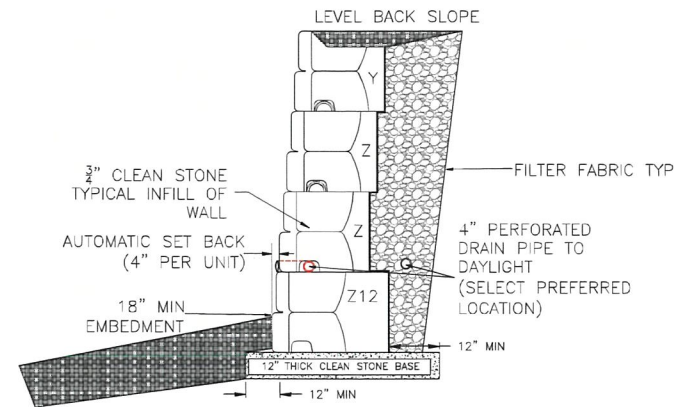 LEVEL BACK SLOPE
Y
Z
¾" CLEAN STONE
TYPICAL INFILL OF
WALL
FILTER FABRIC TYP
AUTOMATIC SET BACK
(4" PER UNIT)
Z
4" PERFORATED
DRAIN PIPE TO
DAYLIGHT
(SELECT PREFERRED
LOCATION)
18" MIN
EMBEDMENT
Z12
12" MIN
12" THICK CLEAN STONE BASE
12" MIN